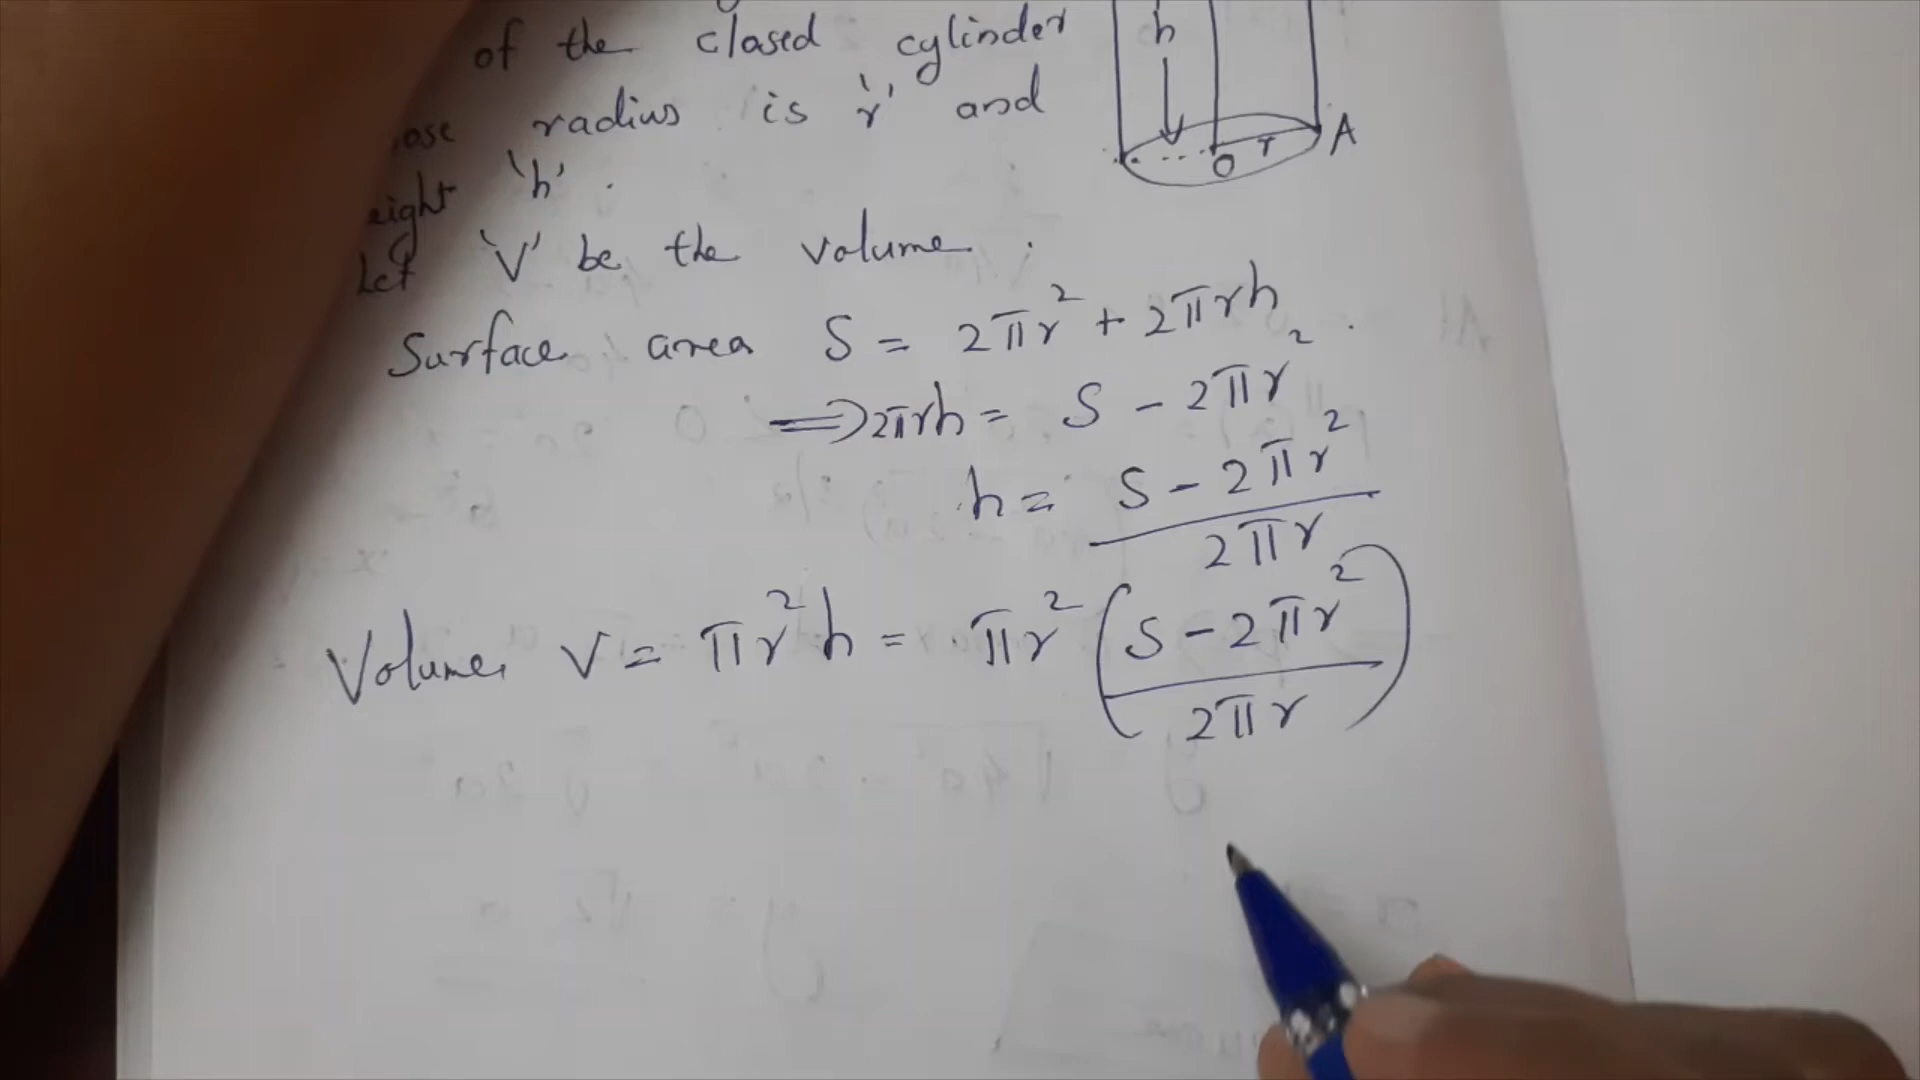 of the clased cylinder
radius is 'r' and
'h'.
Let 'V' be the volume.
Surface area S = 2πr² + 2πrh.
⟹ 2πrh = S - 2πr²
h = S - 2πr² / 2πr
Volume, V = πr²h = πr² (S - 2πr² / 2πr)
h
O r A